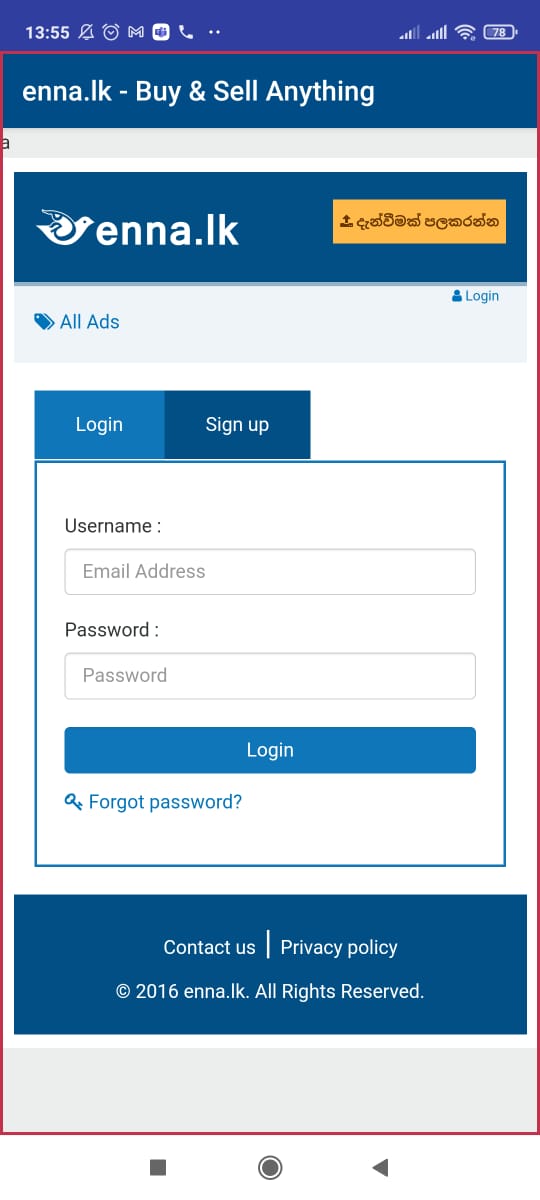 13:55 78
enna.lk - Buy & Sell Anything
a
enna.lk
දැන්වීමක් පලකරන්න
Login
All Ads
Login Sign up
Username :
Email Address
Password :
Password
Login
Forgot password?
Contact us | Privacy policy
© 2016 enna.lk. All Rights Reserved.